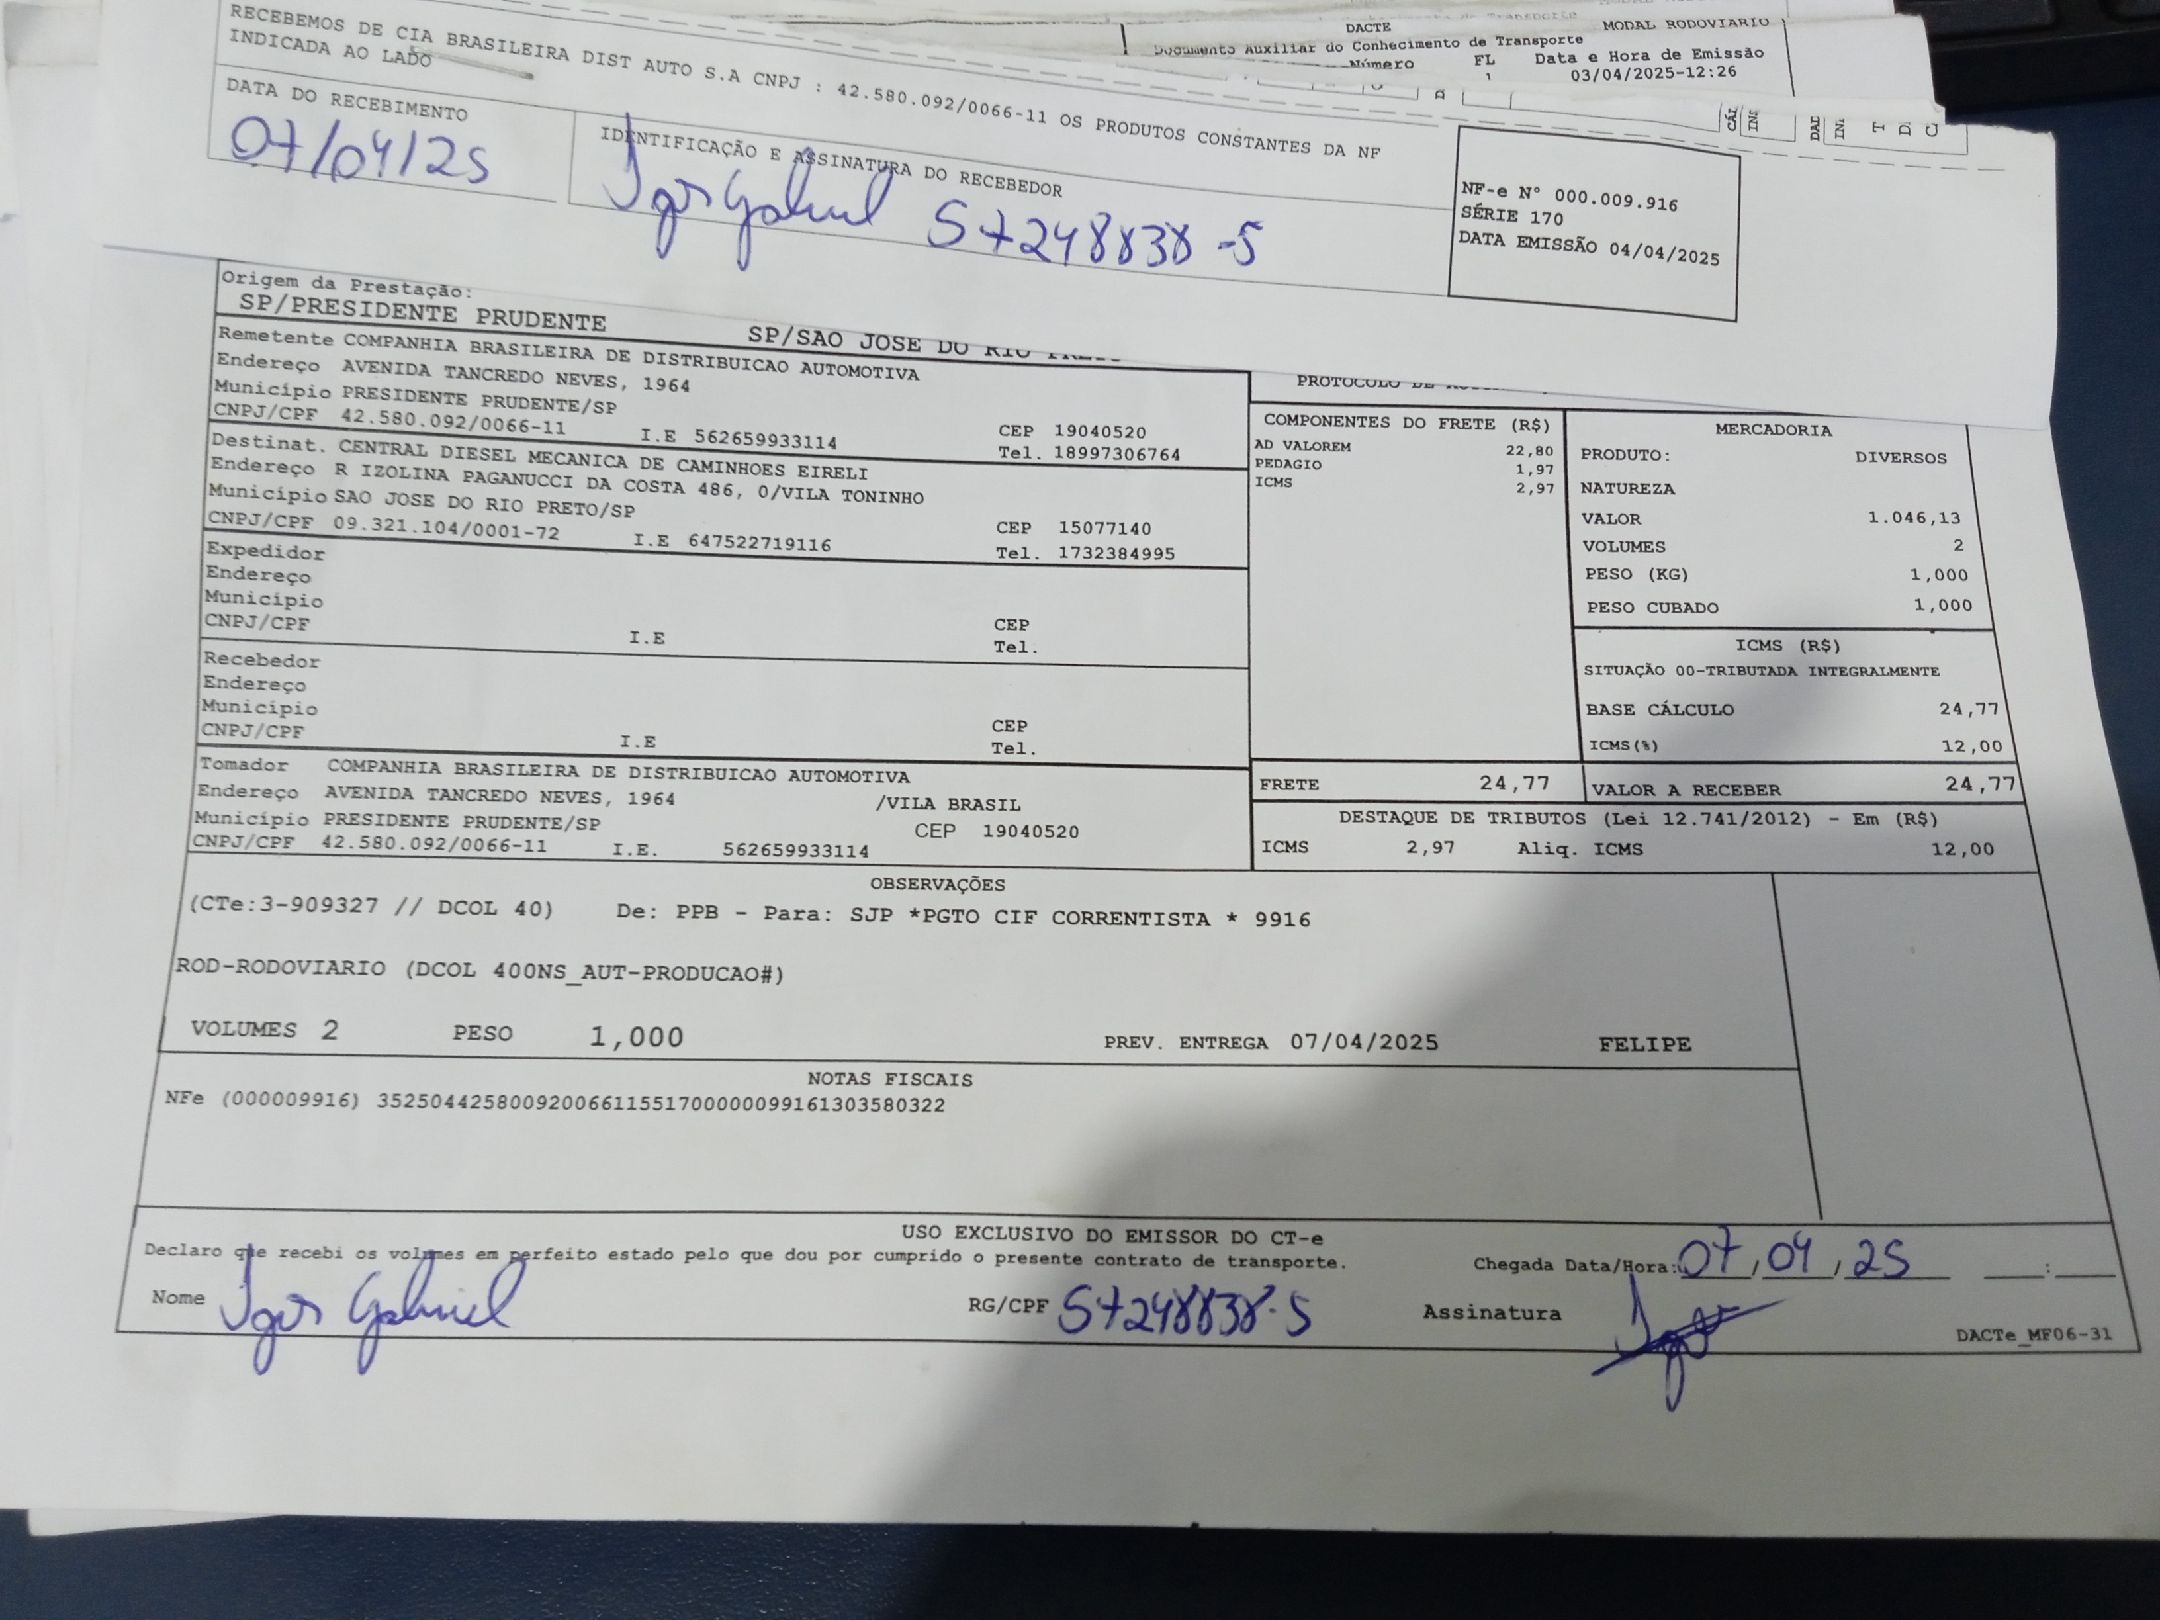 DACTE
MODAL RODOVIARIO
Documento Auxiliar do Conhecimento de Transporte
Número FL Data e Hora de Emissão
1 03/04/2025-12:26
RECEBEMOS DE CIA BRASILEIRA DIST AUTO S.A CNPJ : 42.580.092/0066-11 OS PRODUTOS CONSTANTES DA NF
INDICADA AO LADO
DATA DO RECEBIMENTO
07/04/25
IDENTIFICAÇÃO E ASSINATURA DO RECEBEDOR
Igor Gabriel 57248838-5
NF-e N° 000.009.916
SÉRIE 170
DATA EMISSÃO 04/04/2025
Origem da Prestação:
SP/PRESIDENTE PRUDENTE SP/SAO JOSE DO RIO
Remetente COMPANHIA BRASILEIRA DE DISTRIBUICAO AUTOMOTIVA
Endereço AVENIDA TANCREDO NEVES, 1964
Município PRESIDENTE PRUDENTE/SP CEP 19040520
CNPJ/CPF 42.580.092/0066-11 I.E 562659933114 Tel. 18997306764
Destinat. CENTRAL DIESEL MECANICA DE CAMINHOES EIRELI
Endereço R IZOLINA PAGANUCCI DA COSTA 486, 0/VILA TONINHO
Município SAO JOSE DO RIO PRETO/SP CEP 15077140
CNPJ/CPF 09.321.104/0001-72 I.E 647522719116 Tel. 1732384995
Expedidor
Endereço
Município CEP
CNPJ/CPF I.E Tel.
Recebedor
Endereço
Município CEP
CNPJ/CPF I.E Tel.
Tomador COMPANHIA BRASILEIRA DE DISTRIBUICAO AUTOMOTIVA
Endereço AVENIDA TANCREDO NEVES, 1964 /VILA BRASIL
Município PRESIDENTE PRUDENTE/SP CEP 19040520
CNPJ/CPF 42.580.092/0066-11 I.E. 562659933114
PROTOCOLO DE
COMPONENTES DO FRETE (R$)
AD VALOREM 22,80
PEDAGIO 1,97
ICMS 2,97
MERCADORIA
PRODUTO: DIVERSOS
NATUREZA
VALOR 1.046,13
VOLUMES 2
PESO (KG) 1,000
PESO CUBADO 1,000
ICMS (R$)
SITUAÇÃO 00-TRIBUTADA INTEGRALMENTE
BASE CÁLCULO 24,77
ICMS(%) 12,00
FRETE 24,77 VALOR A RECEBER 24,77
DESTAQUE DE TRIBUTOS (Lei 12.741/2012) - Em (R$)
ICMS 2,97 Aliq. ICMS 12,00
OBSERVAÇÕES
(CTe:3-909327 // DCOL 40) De: PPB - Para: SJP *PGTO CIF CORRENTISTA * 9916
ROD-RODOVIARIO (DCOL 400NS_AUT-PRODUCAO#)
VOLUMES 2 PESO 1,000 PREV. ENTREGA 07/04/2025 FELIPE
NOTAS FISCAIS
NFe (000009916) 35250442580092006611551700000099161303580322
USO EXCLUSIVO DO EMISSOR DO CT-e
Declaro que recebi os volumes em perfeito estado pelo que dou por cumprido o presente contrato de transporte. Chegada Data/Hora: 07/04/25 :
Nome Igor Gabriel RG/CPF 57248838-5 Assinatura Igor
DACTe_MF06-31